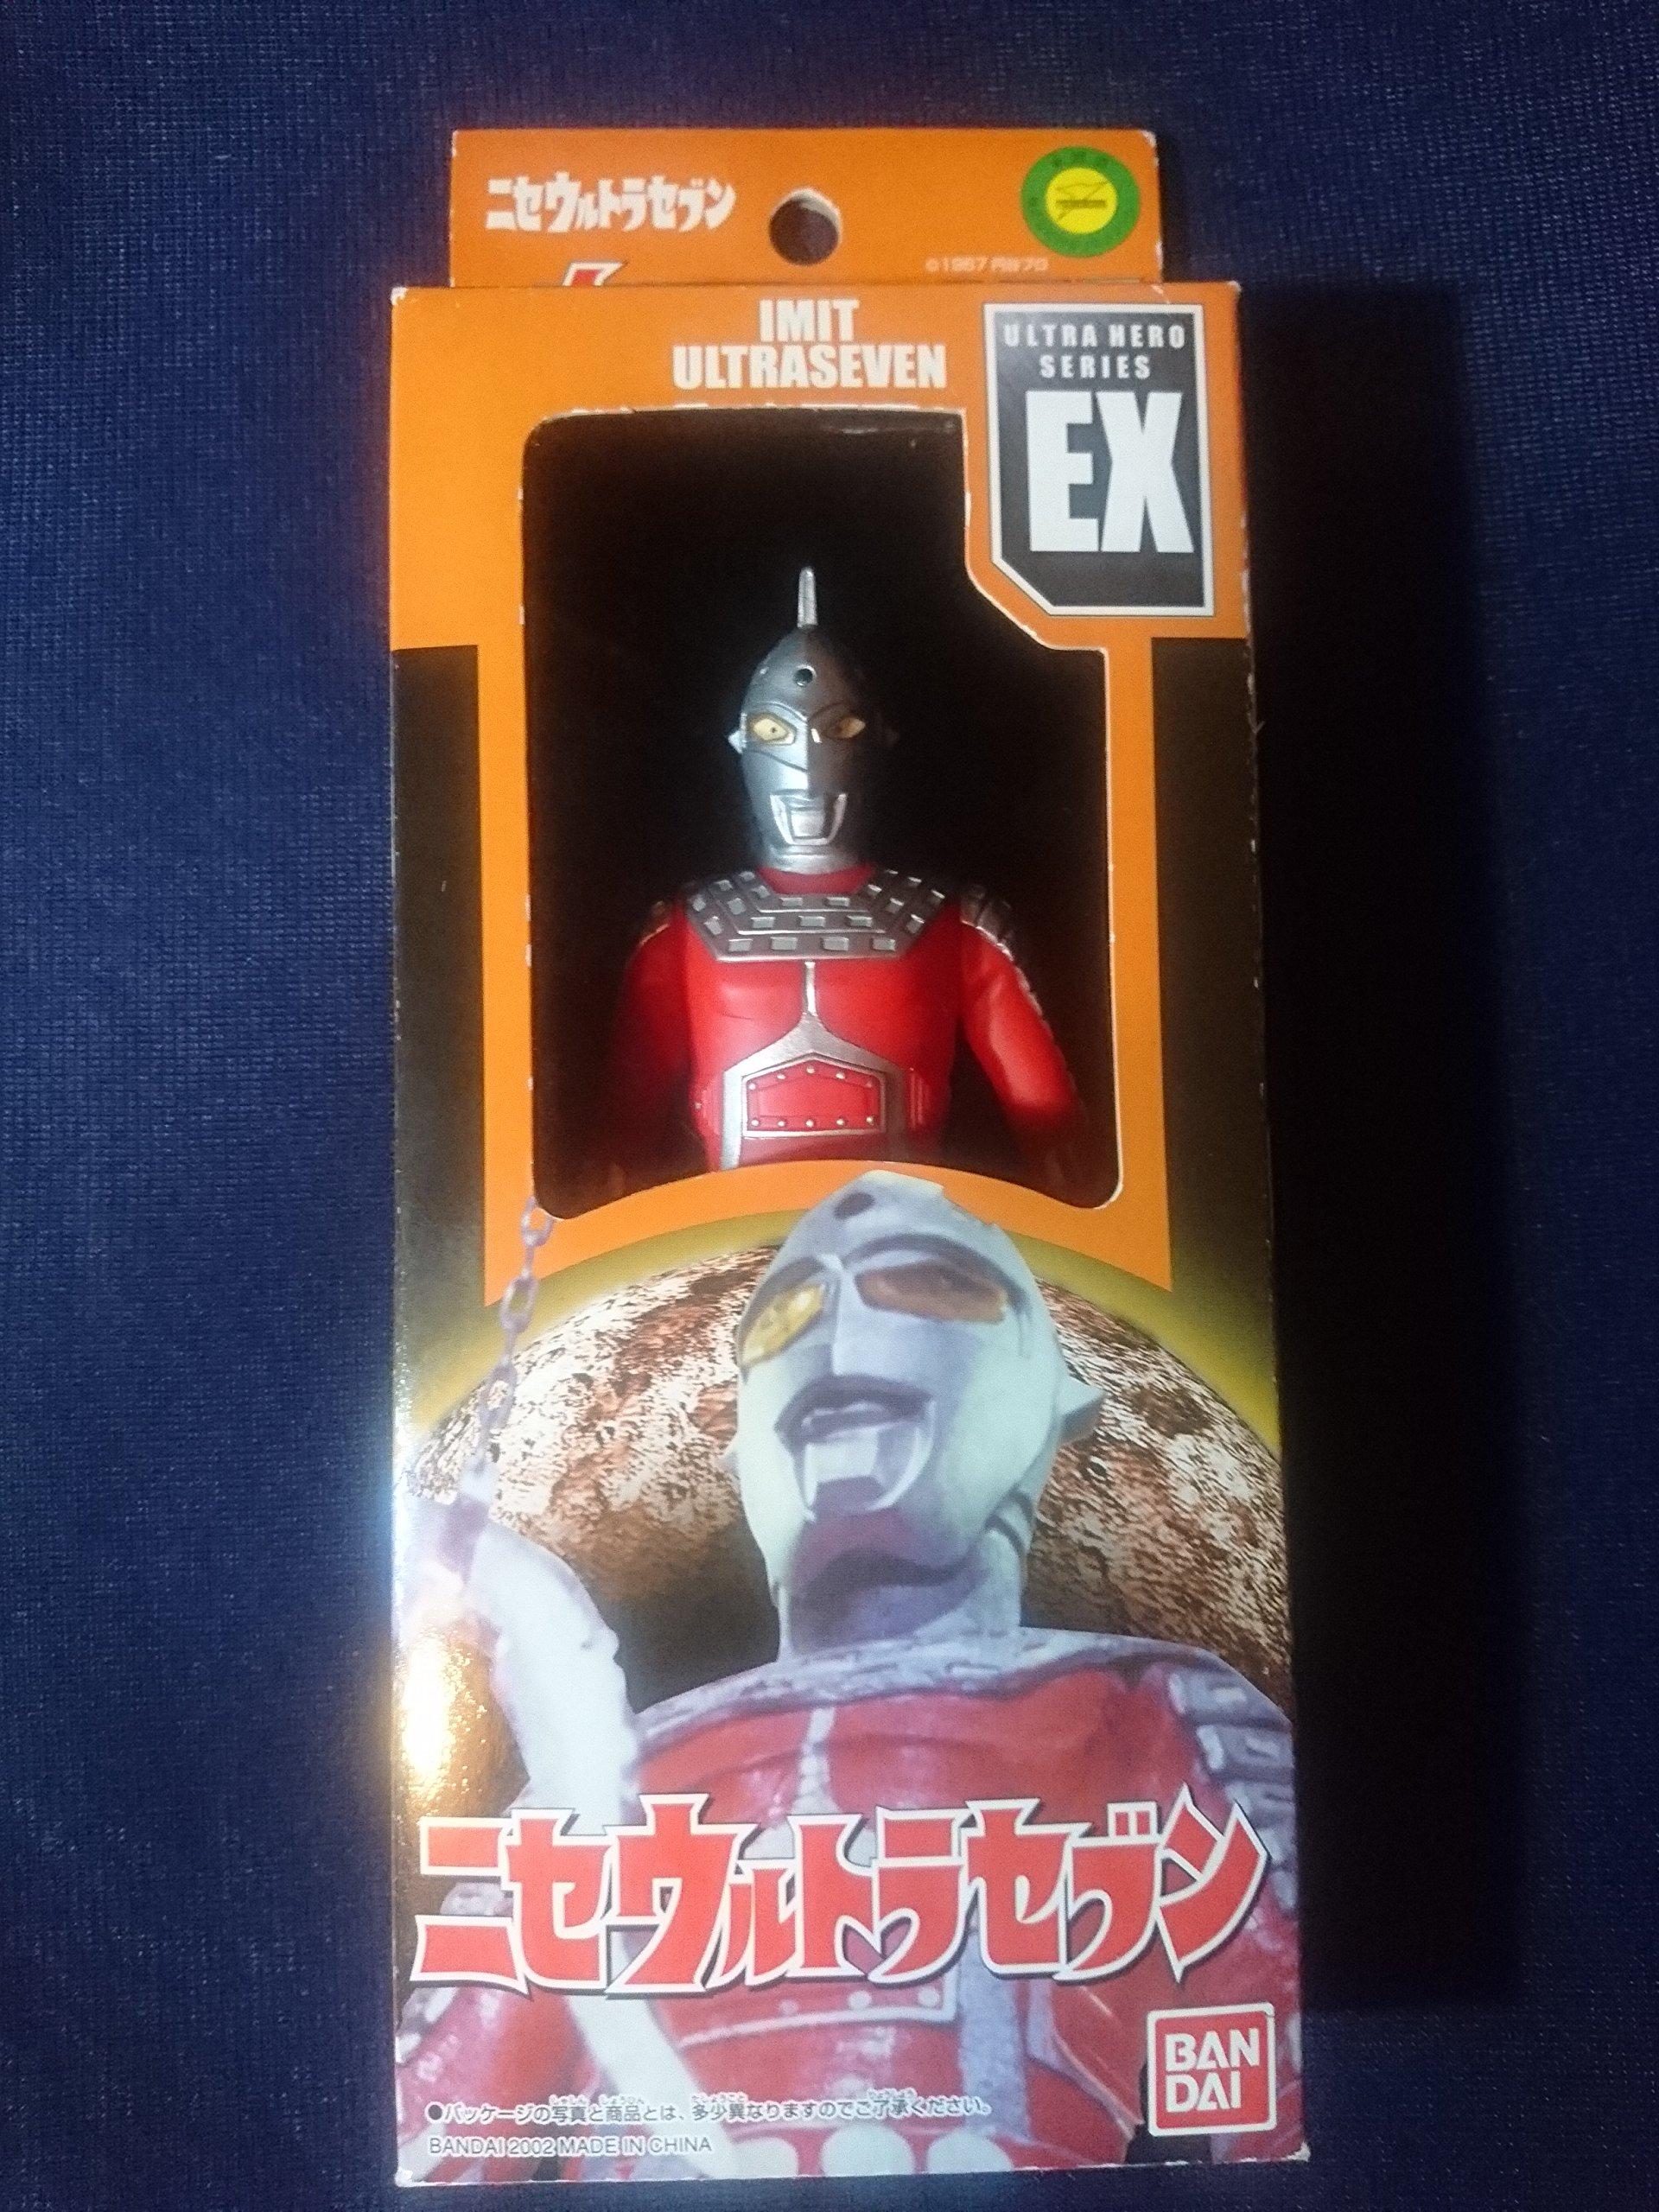 ニセウルトラセブン
©1967 円谷プロ
IMIT
ULTRASEVEN
ULTRA HERO
SERIES
EX
ニセウルトラセブン
BAN
DAI
●パッケージの写真と商品とは、多少異なりますのでご了承ください。
BANDAI 2002 MADE IN CHINA